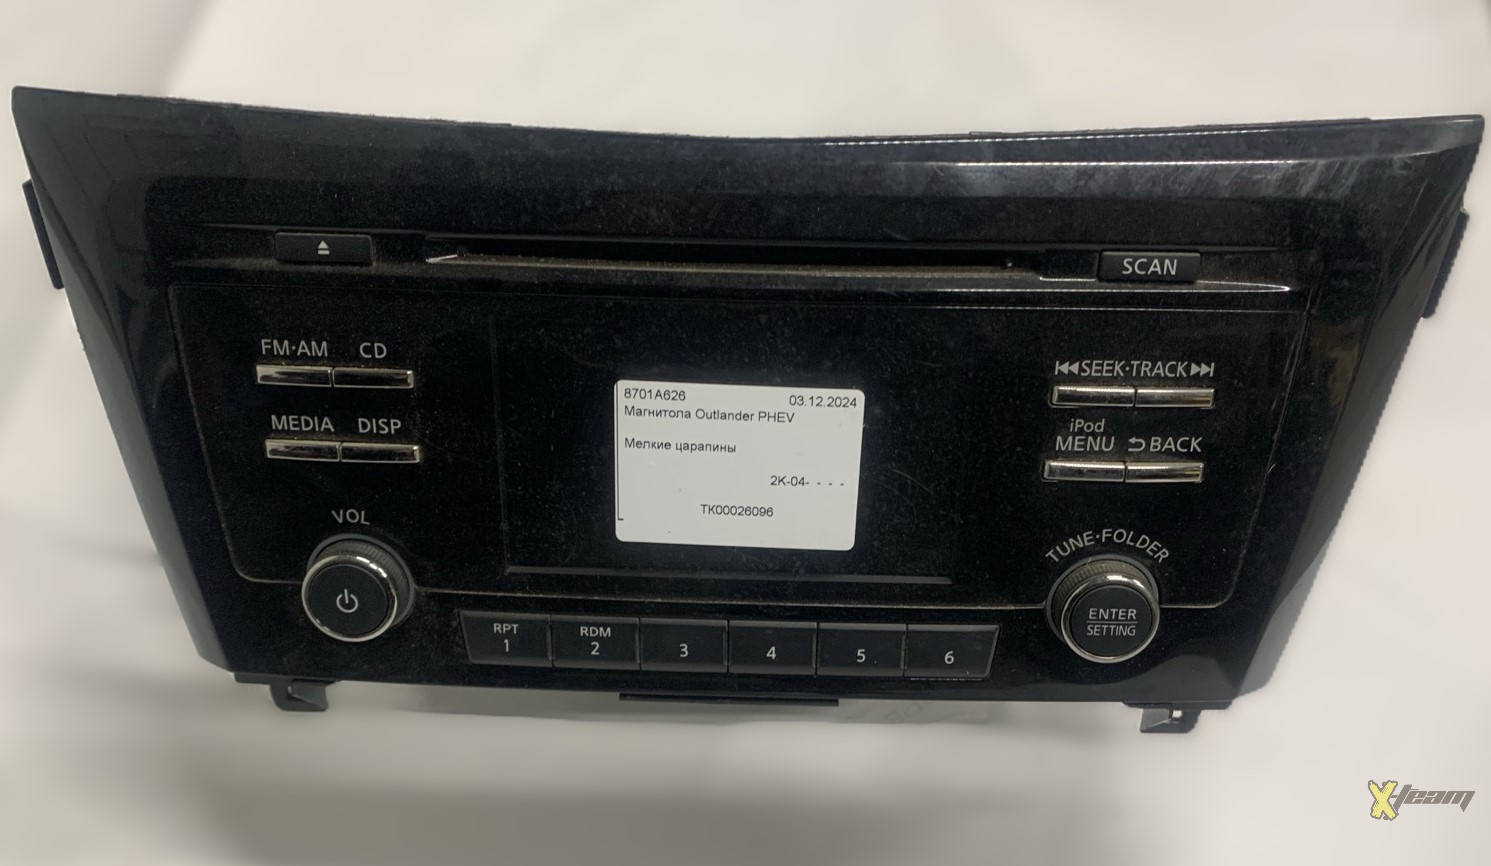 SCAN
FM·AM CD
MEDIA DISP
VOL
8701A626 03.12.2024
Магнитола Outlander PHEV
Мелкие царапины
2K-04- - - -
TK00026096
SEEK·TRACK
iPod
MENU BACK
TUNE·FOLDER
ENTER
SETTING
RPT RDM
1 2 3 4 5 6
X-team